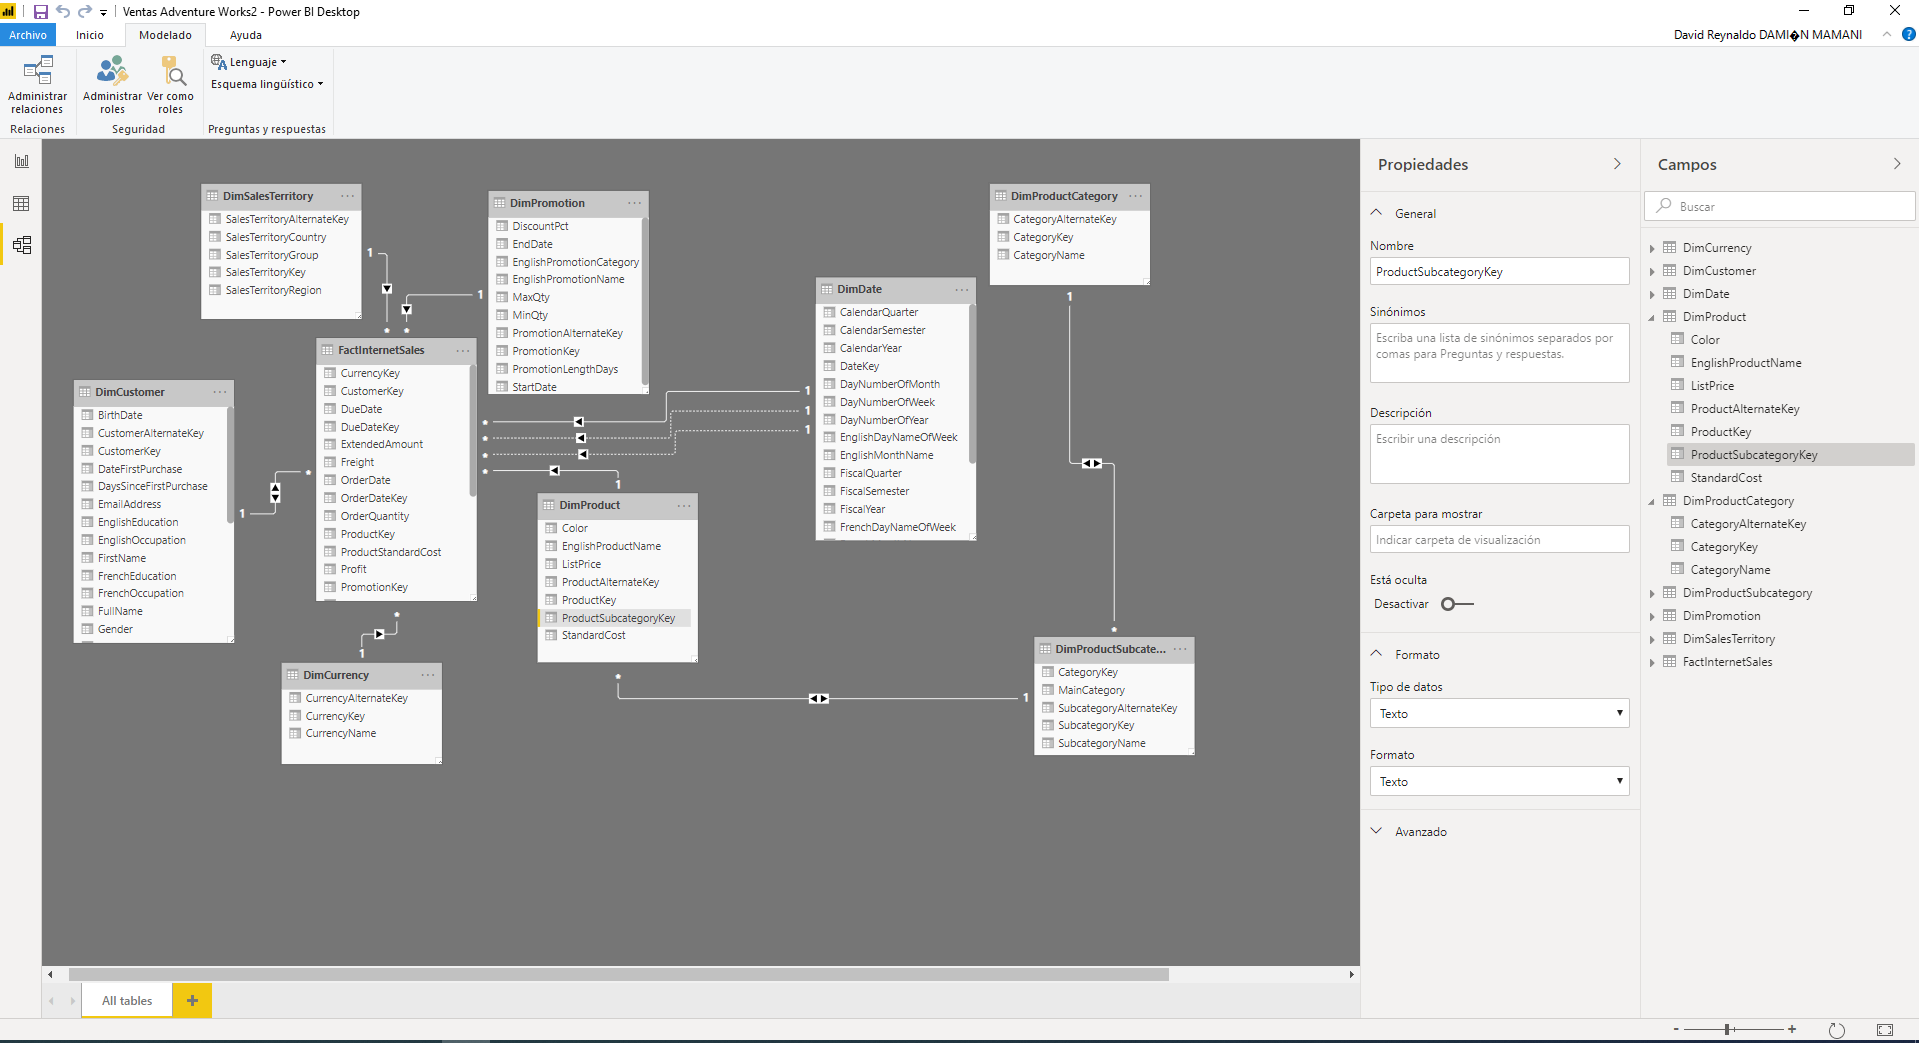 Ventas Adventure Works2 - Power BI Desktop
Archivo
Inicio
Modelado
Ayuda
David Reynaldo DAMI�N MAMANI
?
Administrar
relaciones
Administrar
roles
Ver como
roles
Lenguaje
Esquema lingüístico
Relaciones
Seguridad
Preguntas y respuestas
DimSalesTerritory
SalesTerritoryAlternateKey
SalesTerritoryCountry
SalesTerritoryGroup
SalesTerritoryKey
SalesTerritoryRegion
1
*
DimPromotion
DiscountPct
EndDate
EnglishPromotionCategory
EnglishPromotionName
MaxQty
MinQty
PromotionAlternateKey
PromotionKey
PromotionLengthDays
StartDate
1
*
DimProductCategory
CategoryAlternateKey
CategoryKey
CategoryName
1
*
DimDate
CalendarQuarter
CalendarSemester
CalendarYear
DateKey
DayNumberOfMonth
DayNumberOfWeek
DayNumberOfYear
EnglishDayNameOfWeek
EnglishMonthName
FiscalQuarter
FiscalSemester
FiscalYear
FrenchDayNameOfWeek
1
1
1
*
*
*
FactInternetSales
CurrencyKey
CustomerKey
DueDate
DueDateKey
ExtendedAmount
Freight
OrderDate
OrderDateKey
OrderQuantity
ProductKey
ProductStandardCost
Profit
PromotionKey
DimCustomer
BirthDate
CustomerAlternateKey
CustomerKey
DateFirstPurchase
DaysSinceFirstPurchase
EmailAddress
EnglishEducation
EnglishOccupation
FirstName
FrenchEducation
FrenchOccupation
FullName
Gender
1
*
DimProduct
Color
EnglishProductName
ListPrice
ProductAlternateKey
ProductKey
ProductSubcategoryKey
StandardCost
1
*
*
1
DimCurrency
CurrencyAlternateKey
CurrencyKey
CurrencyName
1
*
DimProductSubcate...
CategoryKey
MainCategory
SubcategoryAlternateKey
SubcategoryKey
SubcategoryName
All tables
+
Propiedades
General
Nombre
ProductSubcategoryKey
Sinónimos
Escriba una lista de sinónimos separados por
comas para Preguntas y respuestas.
Descripción
Escribir una descripción
Carpeta para mostrar
Indicar carpeta de visualización
Está oculta
Desactivar
Formato
Tipo de datos
Texto
Formato
Texto
Avanzado
Campos
Buscar
DimCurrency
DimCustomer
DimDate
DimProduct
Color
EnglishProductName
ListPrice
ProductAlternateKey
ProductKey
ProductSubcategoryKey
StandardCost
DimProductCategory
CategoryAlternateKey
CategoryKey
CategoryName
DimProductSubcategory
DimPromotion
DimSalesTerritory
FactInternetSales
- +